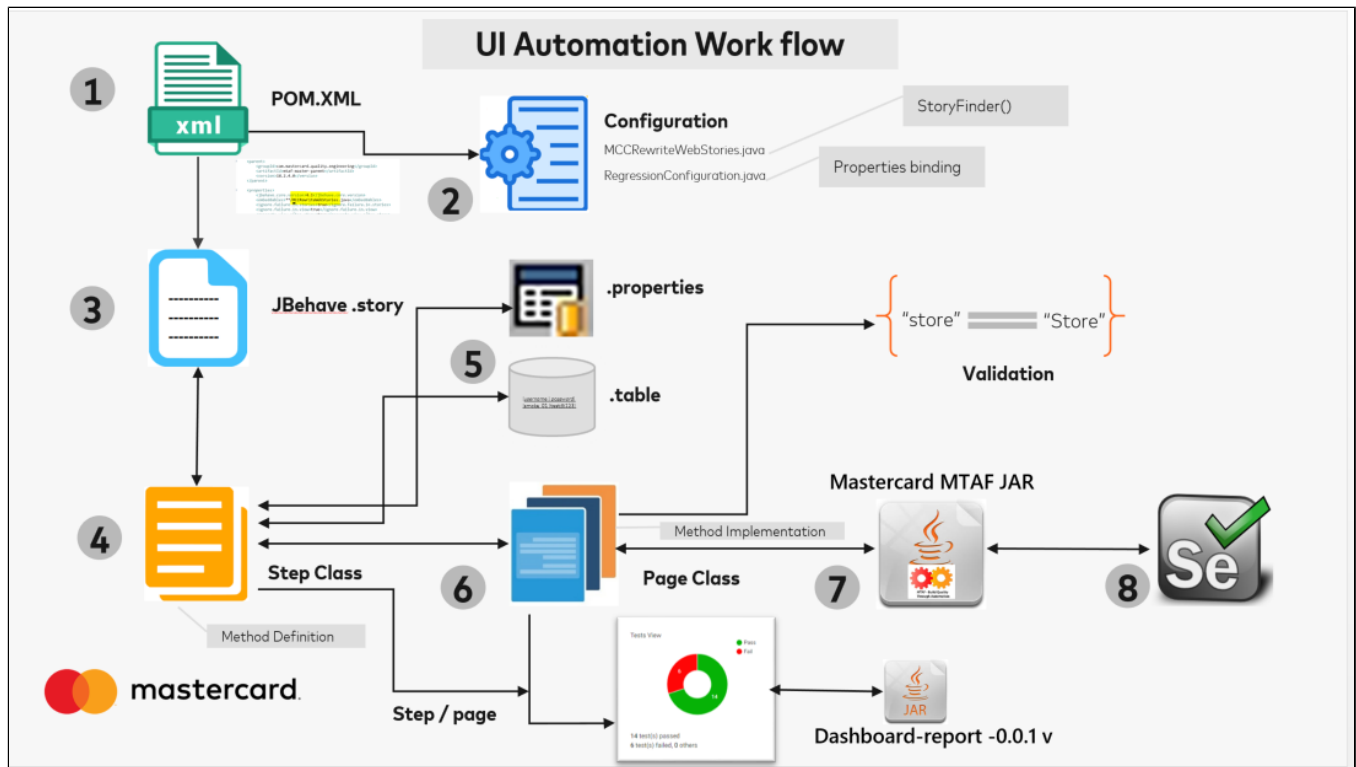 UI Automation Work flow
1
xml
POM.XML
2
Configuration
MCCRewriteWebStories.java
RegressionConfiguration.java
StoryFinder()
Properties binding
3
JBehave .story
.properties
5
.table
"store"
"Store"
Validation
4
Step Class
Method Definition
6
Method Implementation
Page Class
Mastercard MTAF JAR
7
8
Se
mastercard.
Step / page
Tests View
Pass
Fail
6
14
14 test(s) passed
6 test(s) failed, 0 others
JAR
Dashboard-report -0.0.1 v